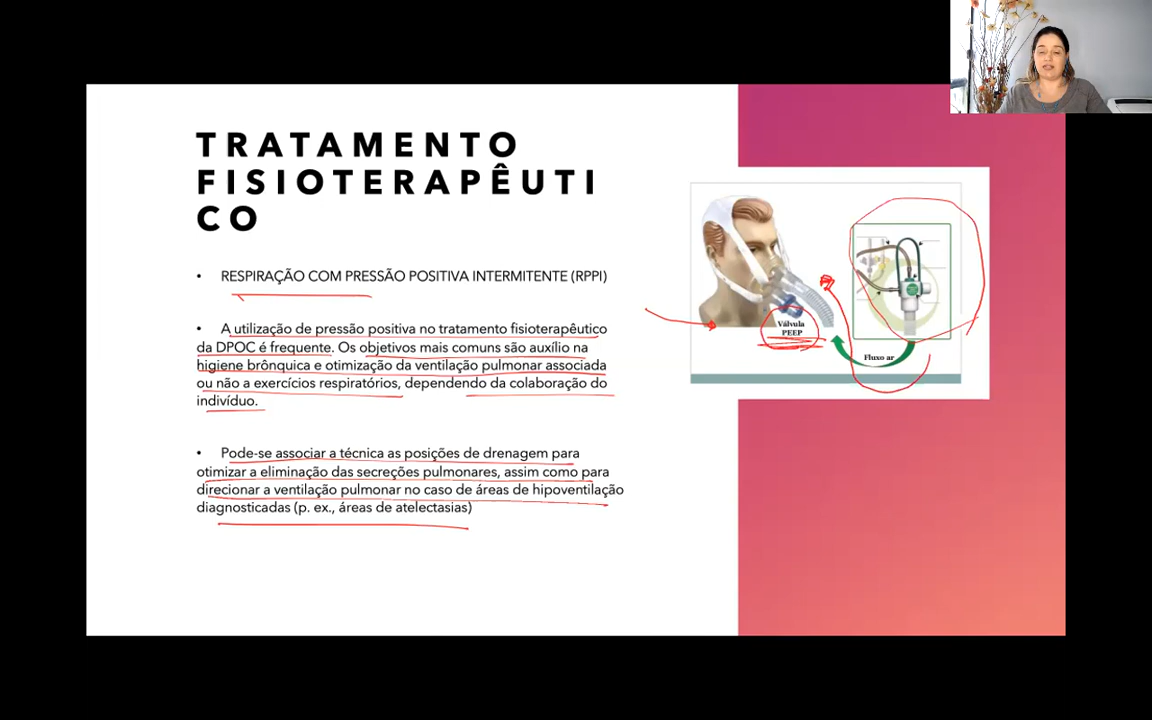 TRATAMENTO
FISIOTERAPÊUTI
CO
• RESPIRAÇÃO COM PRESSÃO POSITIVA INTERMITENTE (RPPI)
• A utilização de pressão positiva no tratamento fisioterapêutico
da DPOC é frequente. Os objetivos mais comuns são auxílio na
higiene brônquica e otimização da ventilação pulmonar associada
ou não a exercícios respiratórios, dependendo da colaboração do
indivíduo.
• Pode-se associar a técnica as posições de drenagem para
otimizar a eliminação das secreções pulmonares, assim como para
direcionar a ventilação pulmonar no caso de áreas de hipoventilação
diagnosticadas (p. ex., áreas de atelectasias)
Válvula
PEEP
Fluxo ar